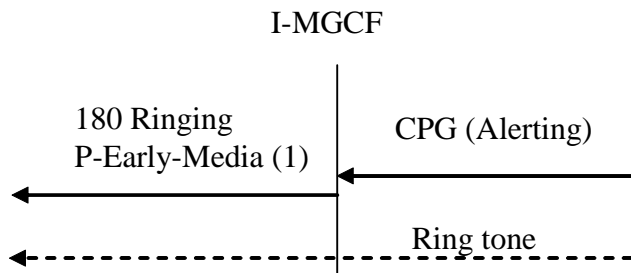 I-MGCF
180 Ringing
P-Early-Media (1)
CPG (Alerting)
Ring tone